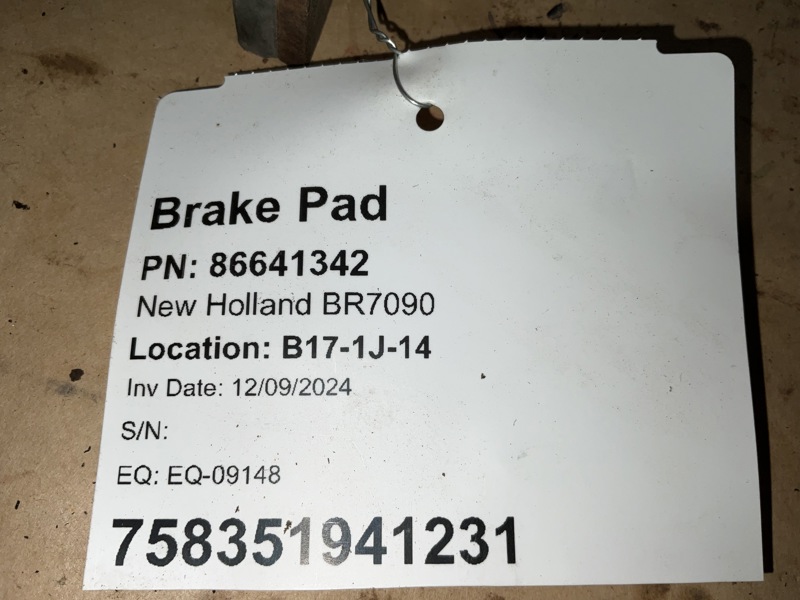 Brake Pad
PN: 86641342
New Holland BR7090
Location: B17-1J-14
Inv Date: 12/09/2024
S/N:
EQ: EQ-09148
758351941231